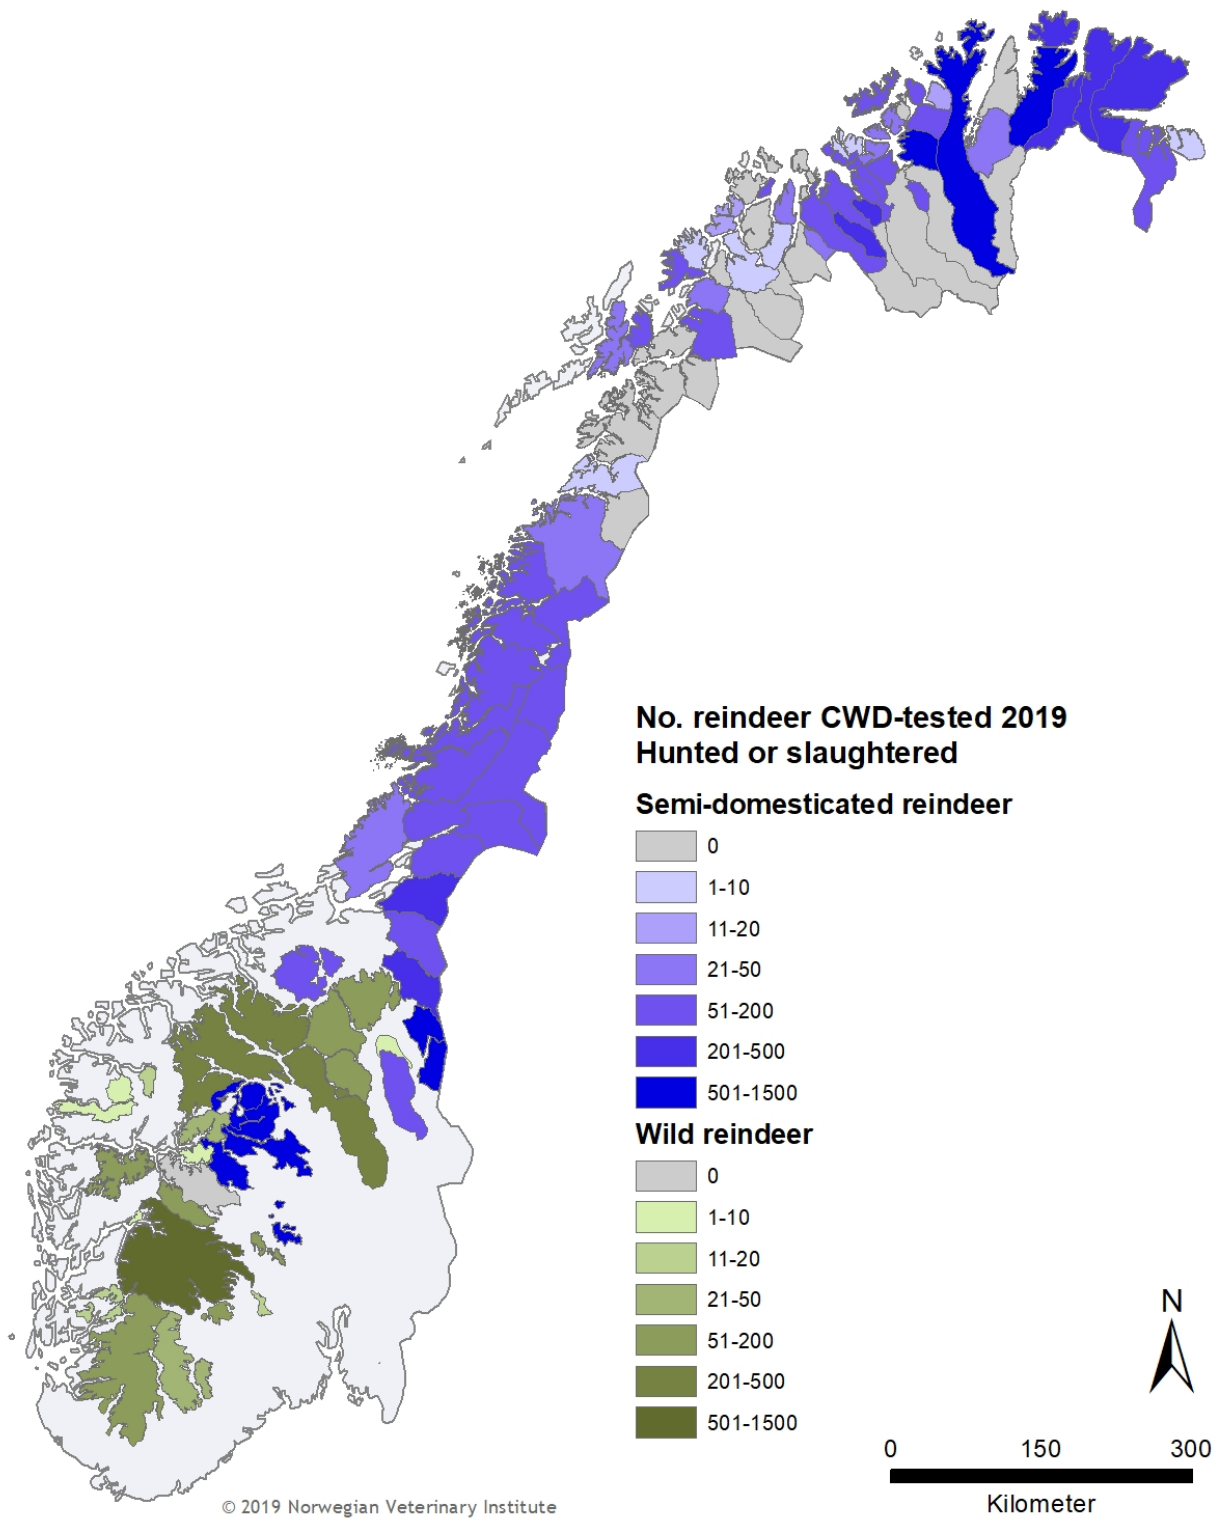 No. reindeer CWD-tested 2019
Hunted or slaughtered
Semi-domesticated reindeer
0
1-10
11-20
21-50
51-200
201-500
501-1500
Wild reindeer
0
1-10
11-20
21-50
51-200
201-500
501-1500
N
0 150 300
Kilometer
© 2019 Norwegian Veterinary Institute